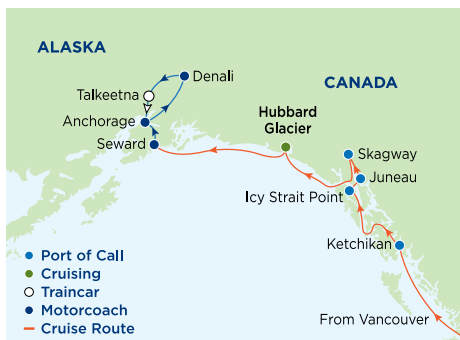 ALASKA
Denali
CANADA
Talkeetna
Anchorage
Hubbard
Glacier
Seward
Skagway
Juneau
Icy Strait Point
Ketchikan
Port of Call
Cruising
Traincar
Motorcoach
Cruise Route
From Vancouver